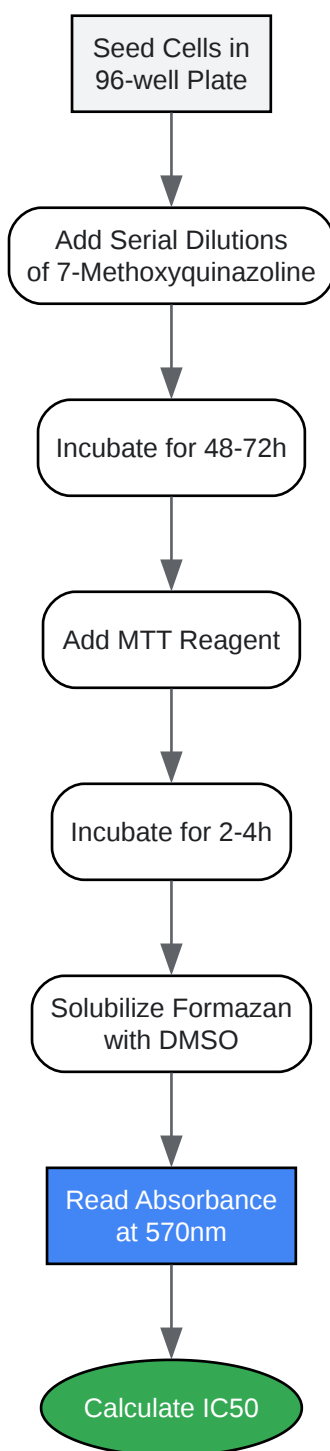 Seed Cells in
96-well Plate
Add Serial Dilutions
of 7-Methoxyquinazoline
Incubate for 48-72h
Add MTT Reagent
Incubate for 2-4h
Solubilize Formazan
with DMSO
Read Absorbance
at 570nm
Calculate IC50